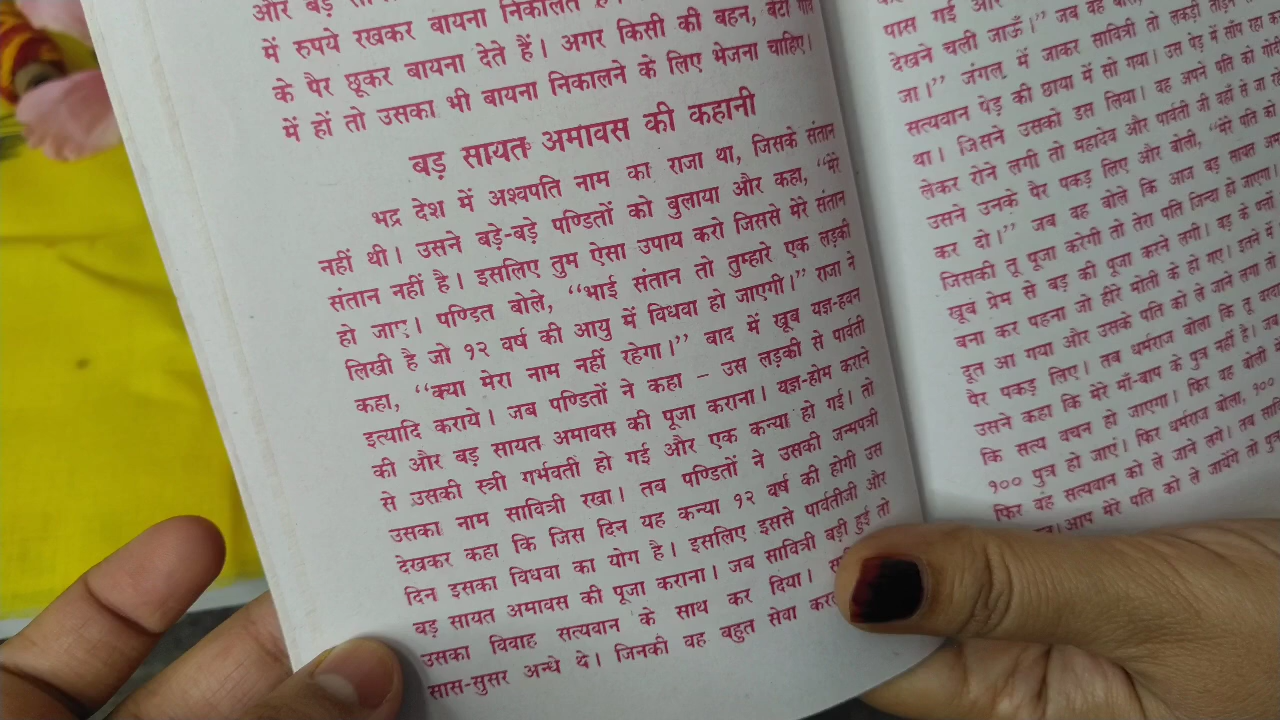 और बड़
में रुपये रखकर बायना निकालते
के पैर छूकर बायना देते हैं। अगर किसी की बहन, बेटी गाँव
में हों तो उसका भी बायना निकालने के लिए भेजना चाहिए।
बड़ सायत अमावस की कहानी
भद्र देश में अश्वपति नाम का राजा था, जिसके संतान
नहीं थी। उसने बड़े-बड़े पण्डितों को बुलाया और कहा, “मेरे
संतान नहीं है। इसलिए तुम ऐसा उपाय करो जिससे मेरे संतान
हो जाए। पण्डित बोले, “भाई संतान तो तुम्हारे एक लड़की
लिखी है जो १२ वर्ष की आयु में विधवा हो जाएगी।” राजा ने
कहा, “क्या मेरा नाम नहीं रहेगा।” बाद में खूब यज्ञ-हवन
इत्यादि कराये। जब पण्डितों ने कहा – उस लड़की से पार्वती
की और बड़ सायत अमावस की पूजा कराना। यज्ञ-होम कराने
से उसकी स्त्री गर्भवती हो गई और एक कन्या हो गई। तो
उसका नाम सावित्री रखा। तब पण्डितों ने उसकी जन्मपत्री
देखकर कहा कि जिस दिन यह कन्या १२ वर्ष की होगी उस
दिन इसका विधवा का योग है। इसलिए इससे पार्वतीजी और
बड़ सायत अमावस की पूजा कराना। जब सावित्री बड़ी हुई तो
उसका विवाह सत्यवान के साथ कर दिया।
सास-सुसर अन्धे थे। जिनकी वह बहुत सेवा
पास गई और
देखने चली जाऊँ।” जब वह
जा।” जंगल में जाकर सावित्री तो लकड़ी
सत्यवान पेड़ की छाया में सो गया। उस पेड़ में साँप रहा
था। जिसने उसको डस लिया। वह अपने पति को
लेकर रोने लगी तो महादेव और पार्वती जी वहाँ से जा
उसने उनके पैर पकड़ लिए और बोली, “मेरे पति को
कर दो।” जब वह बोले कि आज बड़ सायत
जिसकी तू पूजा करेगी तो तेरा पति जिन्दा हो जाएगा।
खूब प्रेम से बड़ की पूजा करने लगी। बड़ के पत्तों
बना कर पहना जो हीरे मोती के हो गए। इतने में
दूत आ गया और उसके पति को ले जाने लगा तो
पैर पकड़ लिए। तब धर्मराज बोला कि तू
उसने कहा कि मेरे माँ-बाप के पुत्र नहीं है। जब
कि सत्य वचन हो जाएगा। फिर वह बोली
१०० पुत्र हो जाएं। फिर धर्मराज बोला, १००
फिर वह सत्यवान को ले जाने लगे। तब
आप मेरे पति को ले जायेंगे तो